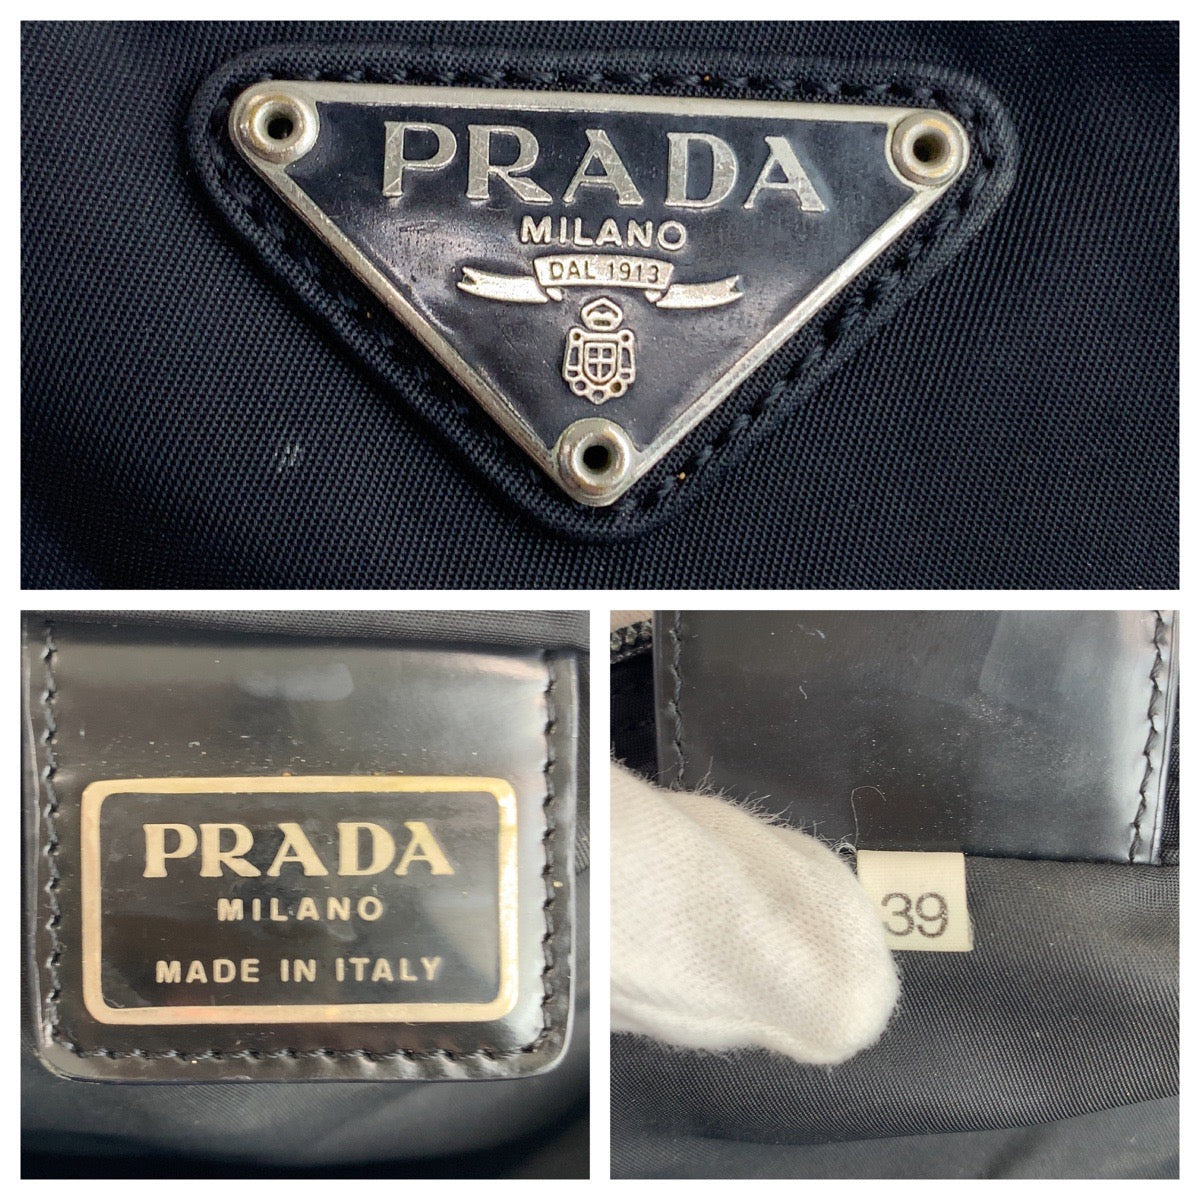 PRADA
MILANO
DAL 1913
PRADA
MILANO
MADE IN ITALY
39